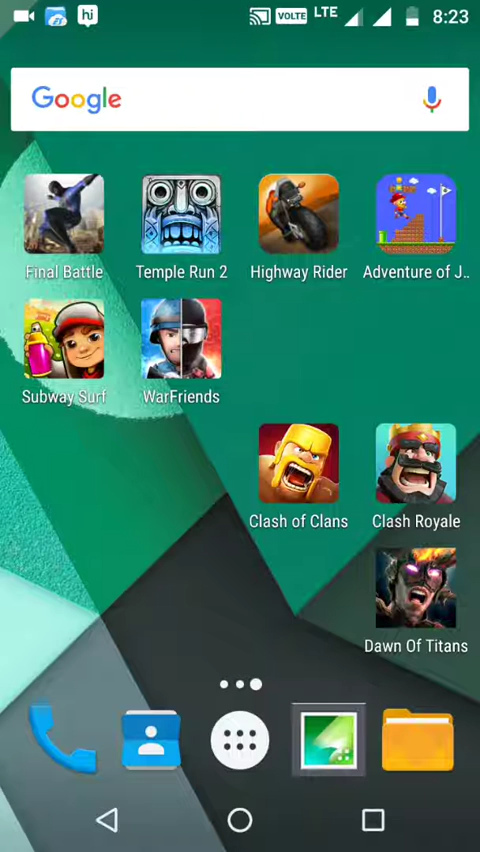 hi VOLTE LTE 8:23
Google
Final Battle Temple Run 2 Highway Rider Adventure of J..
Subway Surf WarFriends
Clash of Clans Clash Royale
Dawn Of Titans